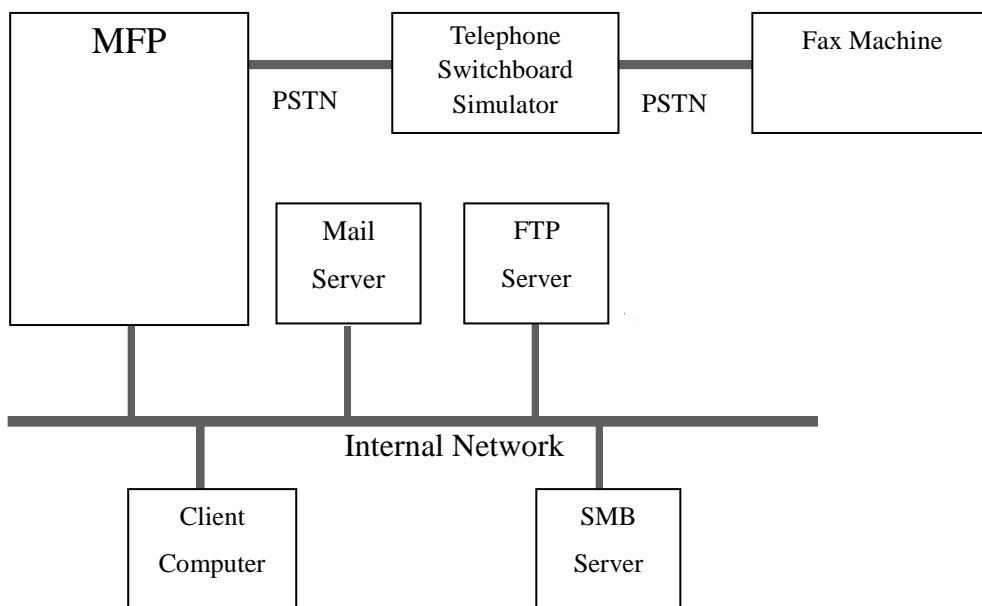 MFP
Telephone
Switchboard
Simulator
Fax Machine
PSTN
PSTN
Mail
Server
FTP
Server
Internal Network
Client
Computer
SMB
Server